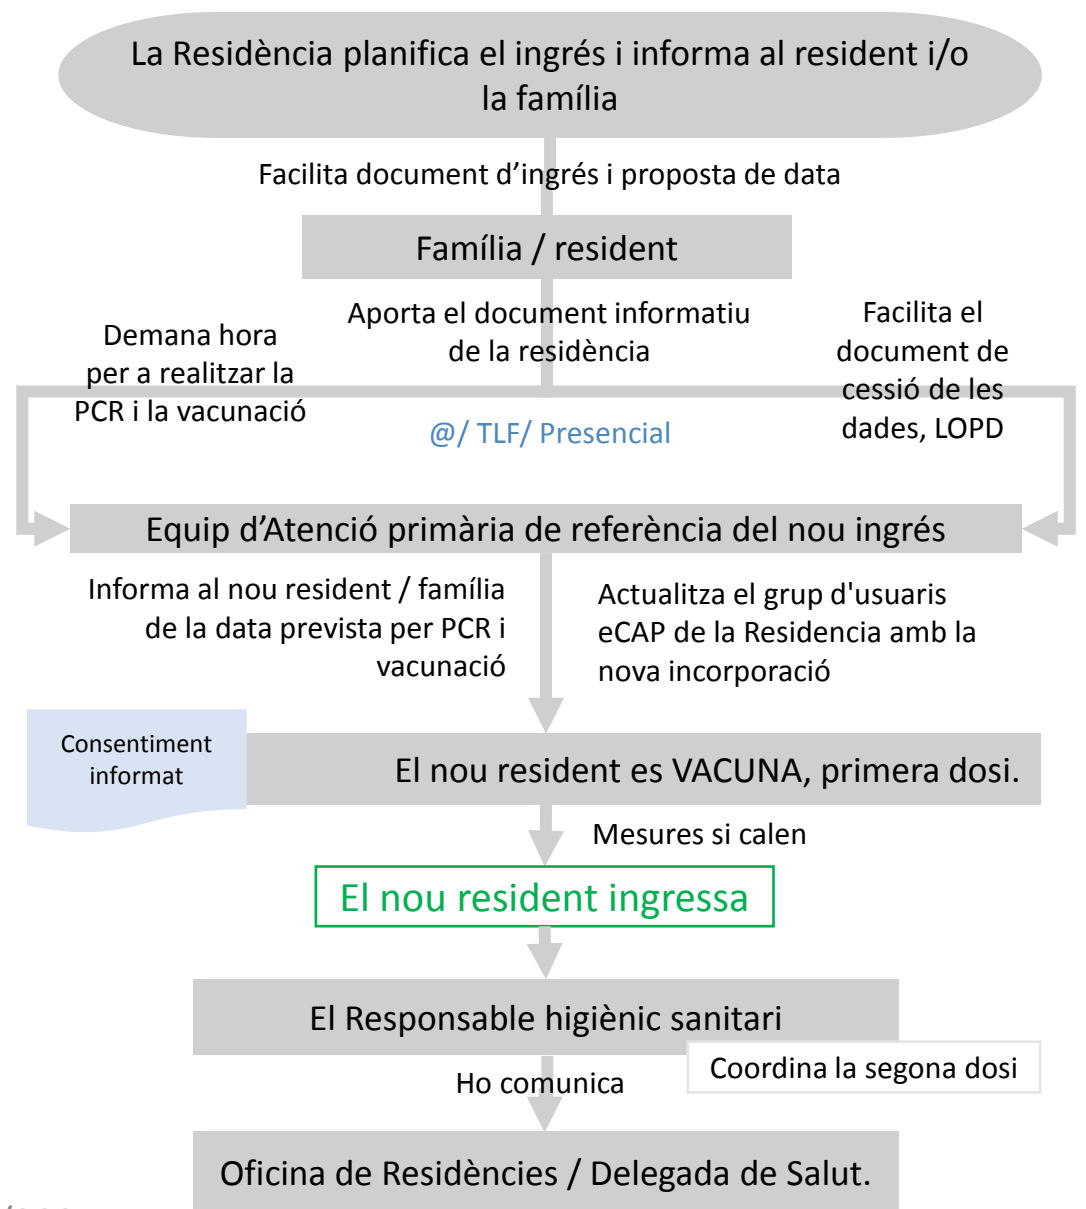 La Residència planifica el ingrés i informa al resident i/o
la família
Facilita document d’ingrés i proposta de data
Família / resident
Demana hora
per a realitzar la
PCR i la vacunació
Aporta el document informatiu
de la residència
@/ TLF/ Presencial
Facilita el
document de
cessió de les
dades, LOPD
Equip d’Atenció primària de referència del nou ingrés
Informa al nou resident / família
de la data prevista per PCR i
vacunació
Actualitza el grup d'usuaris
eCAP de la Residencia amb la
nova incorporació
Consentiment
informat
El nou resident es VACUNA, primera dosi.
Mesures si calen
El nou resident ingressa
El Responsable higiènic sanitari
Coordina la segona dosi
Ho comunica
Oficina de Residències / Delegada de Salut.